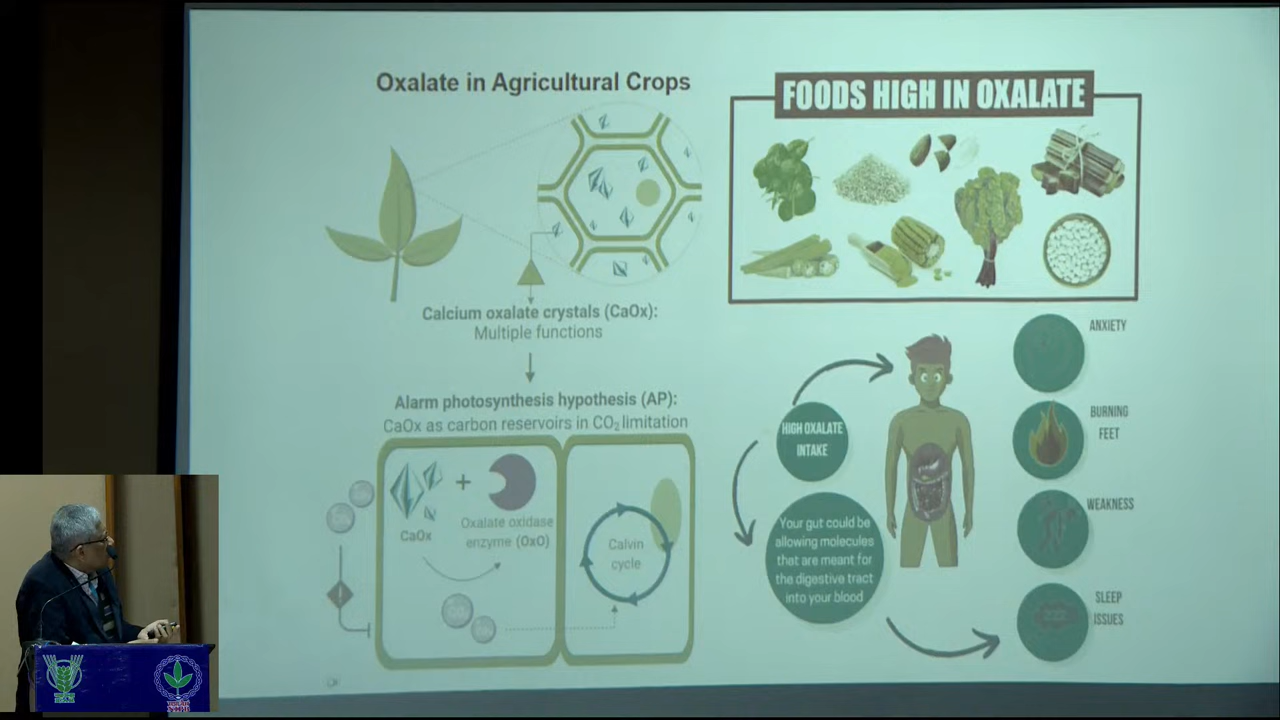 Oxalate in Agricultural Crops
Calcium oxalate crystals (CaOx):
Multiple functions
Alarm photosynthesis hypothesis (AP):
CaOx as carbon reservoirs in CO₂ limitation
+
CaOx
Oxalate oxidase
enzyme (OxO)
Calvin
cycle
FOODS HIGH IN OXALATE
HIGH OXALATE
INTAKE
Your gut could be
allowing molecules
that are meant for
the digestive tract
into your blood
ANXIETY
BURNING
FEET
WEAKNESS
SLEEP
ISSUES